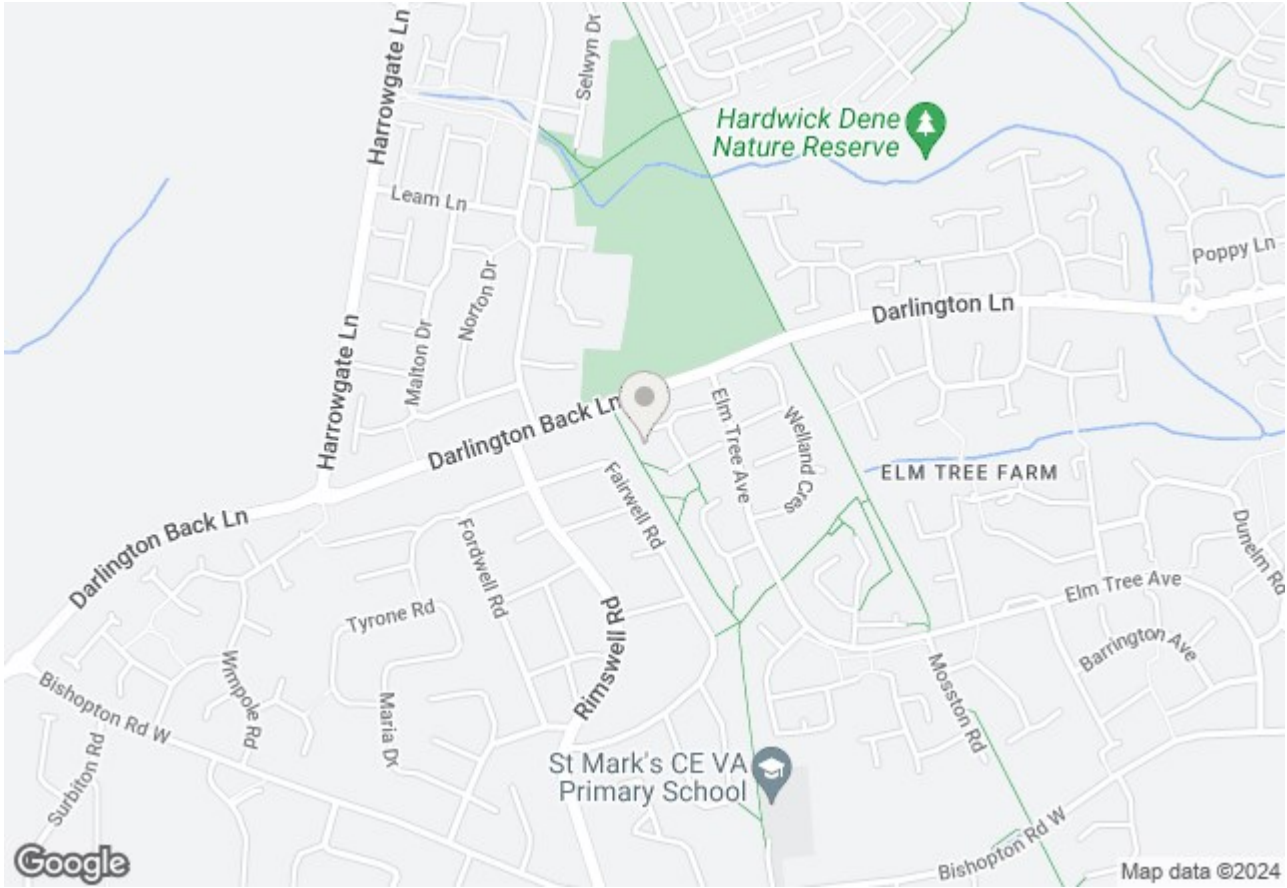 Selwyn Dr
Harrowgate Ln
Hardwick Dene
Nature Reserve
Leam Ln
Poppy Ln
Norton Dr
Malton Dr
Darlington Ln
Harrowgate Ln
Darlington Back Ln
Elm Tree Ave
Welland Cres
ELM TREE FARM
Fairwell Rd
Darlington Back Ln
Fordwell Rd
Dunelm Rd
Elm Tree Ave
Tyrone Rd
Rimswell Rd
Barrington Ave
Wimpole Rd
Mosston Rd
Bishopton Rd W
Maria Dr
Surbiton Rd
St Mark's CE VA
Primary School
Bishopton Rd W
Google
Map data ©2024